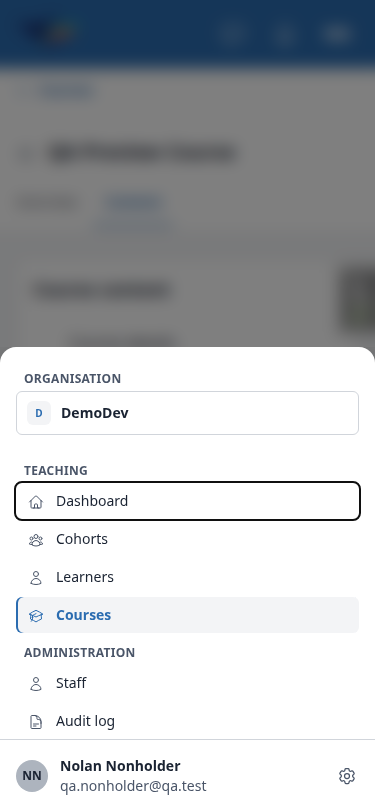 ORGANISATION
D DemoDev
TEACHING
Dashboard
Cohorts
Learners
Courses
ADMINISTRATION
Staff
Audit log
NN
Nolan Nonholder
qa.nonholder@qa.test